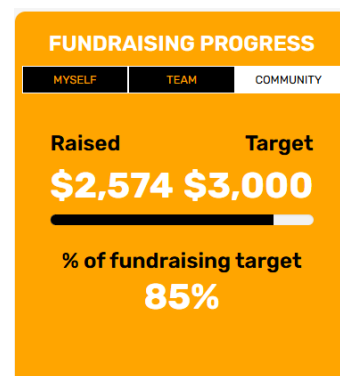 FUNDRAISING PROGRESS
MYSELF TEAM COMMUNITY
Raised Target
$2,574 $3,000
% of fundraising target
85%